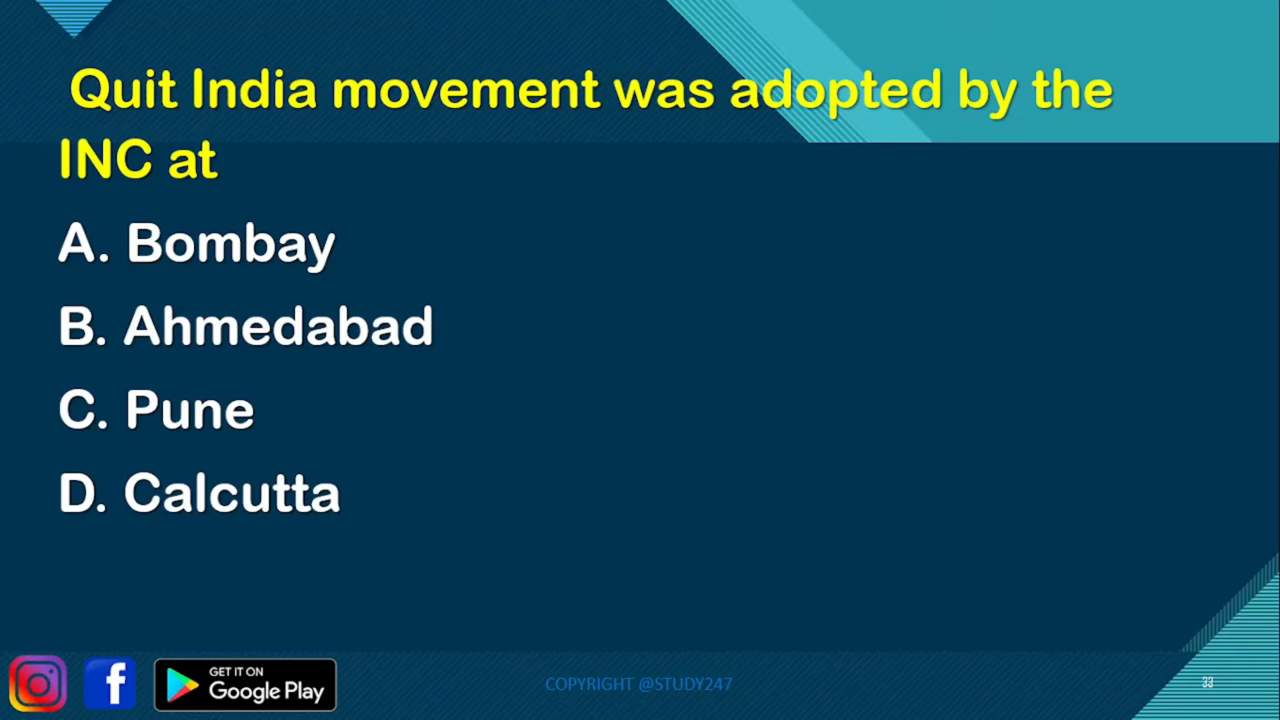 Quit India movement was adopted by the
INC at
A. Bombay
B. Ahmedabad
C. Pune
D. Calcutta
f
GET IT ON
Google Play
COPYRIGHT @STUDY247
33